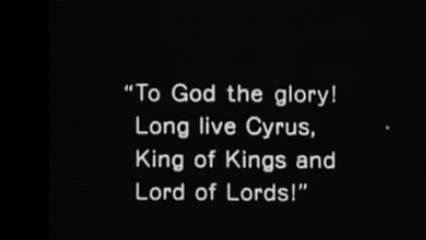 “To God the glory!
Long live Cyrus,
King of Kings and
Lord of Lords!”